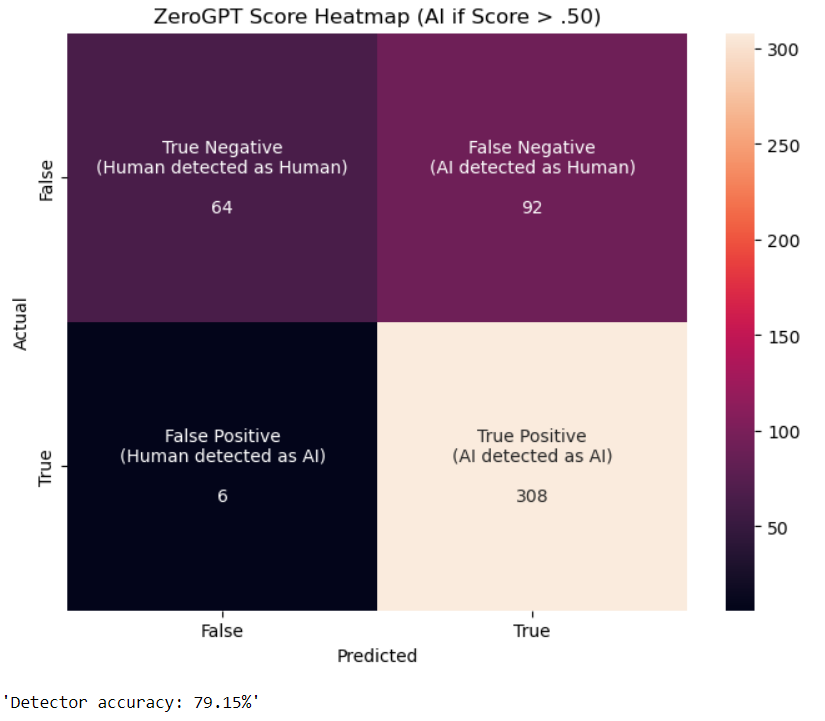 ZeroGPT Score Heatmap (AI if Score > .50)
True Negative
(Human detected as Human)
64
False Negative
(AI detected as Human)
92
False Positive
(Human detected as AI)
6
True Positive
(AI detected as AI)
308
False
True
Actual
False
True
Predicted
300
250
200
150
100
50
'Detector accuracy: 79.15%'